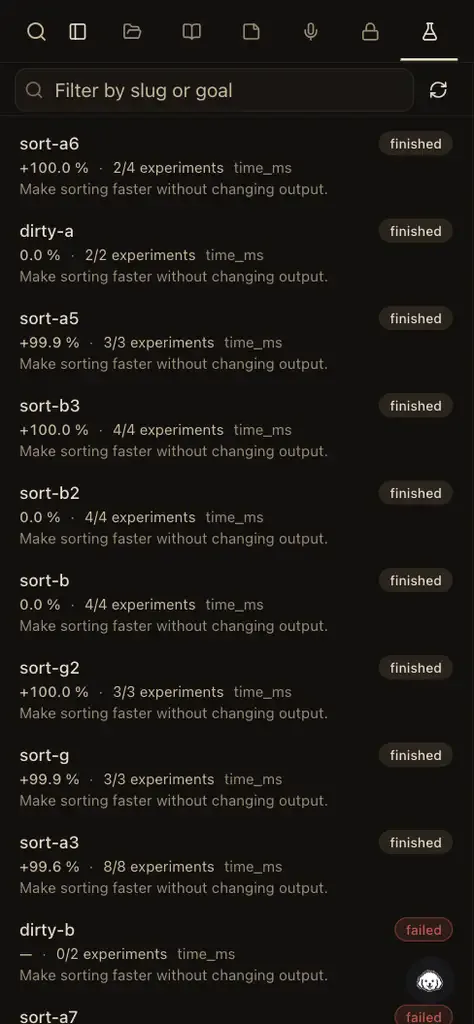 Filter by slug or goal
sort-a6 finished
+100.0 % · 2/4 experiments time_ms
Make sorting faster without changing output.
dirty-a finished
0.0 % · 2/2 experiments time_ms
Make sorting faster without changing output.
sort-a5 finished
+99.9 % · 3/3 experiments time_ms
Make sorting faster without changing output.
sort-b3 finished
+100.0 % · 4/4 experiments time_ms
Make sorting faster without changing output.
sort-b2 finished
0.0 % · 4/4 experiments time_ms
Make sorting faster without changing output.
sort-b finished
0.0 % · 4/4 experiments time_ms
Make sorting faster without changing output.
sort-g2 finished
+100.0 % · 3/3 experiments time_ms
Make sorting faster without changing output.
sort-g finished
+99.9 % · 3/3 experiments time_ms
Make sorting faster without changing output.
sort-a3 finished
+99.6 % · 8/8 experiments time_ms
Make sorting faster without changing output.
dirty-b failed
— · 0/2 experiments time_ms
Make sorting faster without changing output.
sort-a7 failed